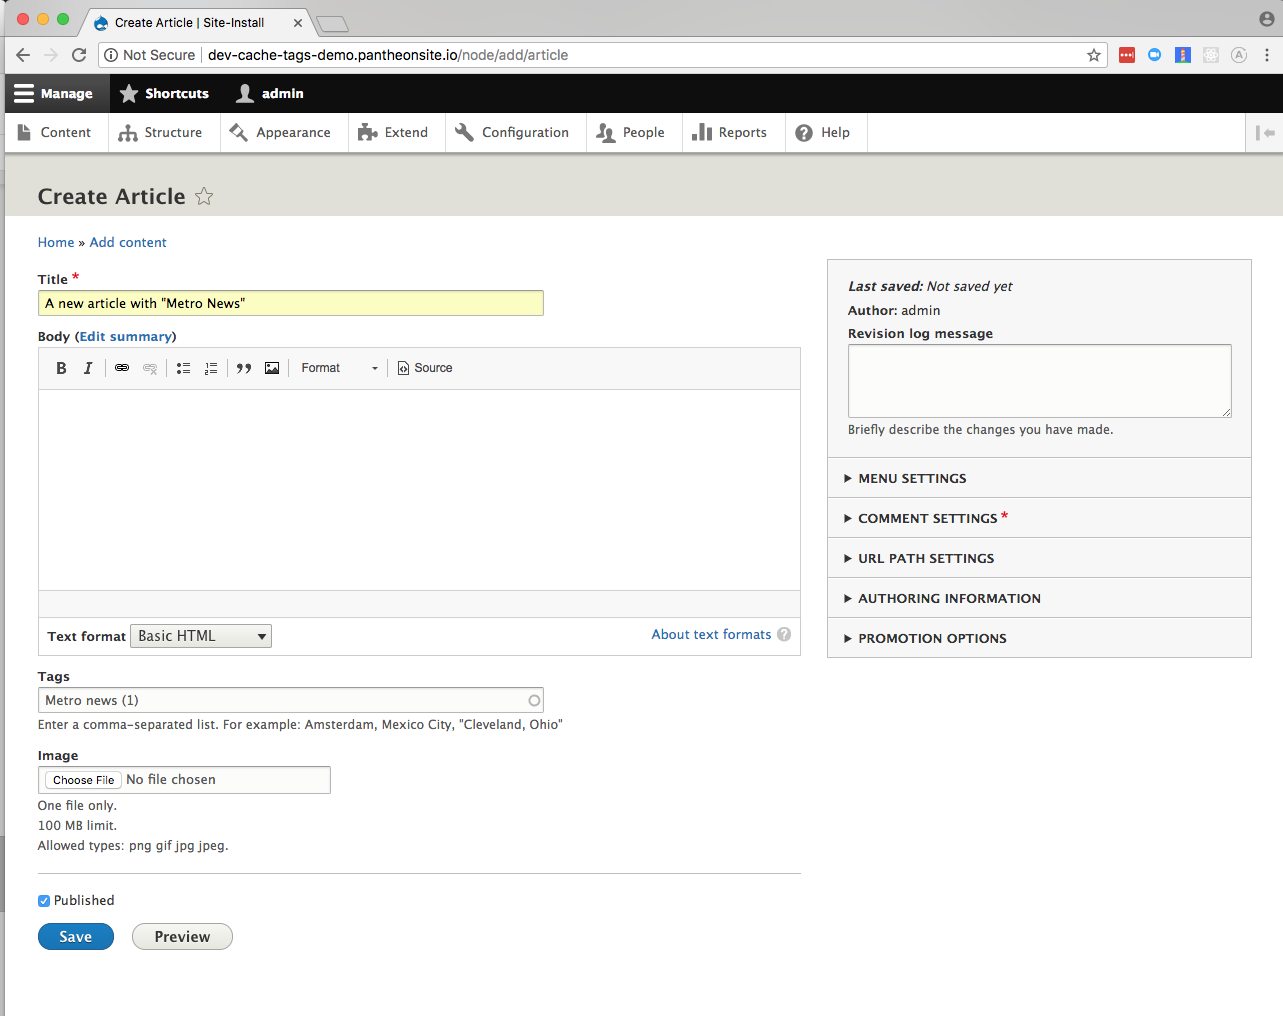 Create Article | Site-Install
Not Secure dev-cache-tags-demo.pantheonsite.io/node/add/article
Manage Shortcuts admin
Content Structure Appearance Extend Configuration People Reports Help
Create Article
Home » Add content
Title *
A new article with "Metro News"
Body (Edit summary)
B I Format Source
Text format Basic HTML About text formats ?
Tags
Metro news (1)
Enter a comma-separated list. For example: Amsterdam, Mexico City, "Cleveland, Ohio"
Image
Choose File No file chosen
One file only.
100 MB limit.
Allowed types: png gif jpg jpeg.
Published
Save Preview
Last saved: Not saved yet
Author: admin
Revision log message
Briefly describe the changes you have made.
MENU SETTINGS
COMMENT SETTINGS *
URL PATH SETTINGS
AUTHORING INFORMATION
PROMOTION OPTIONS